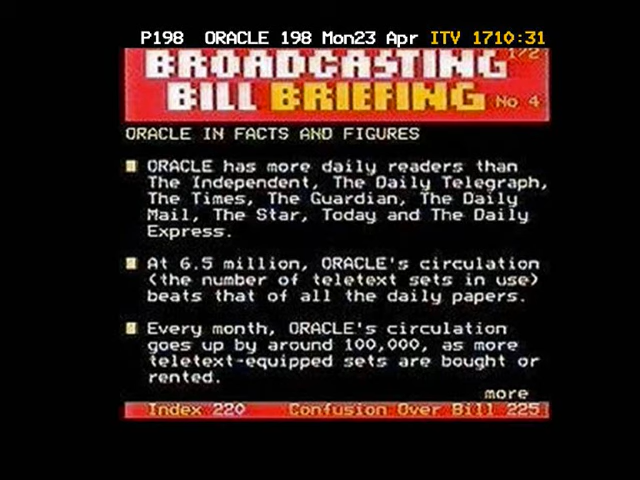 P198 ORACLE 198 Mon23 Apr ITV 1710:31
1/2
BROADCASTING
BILL BRIEFING No 4
ORACLE IN FACTS AND FIGURES
ORACLE has more daily readers than
The Independent, The Daily Telegraph,
The Times, The Guardian, The Daily
Mail, The Star, Today and The Daily
Express.
At 6.5 million, ORACLE's circulation
(the number of teletext sets in use)
beats that of all the daily papers.
Every month, ORACLE's circulation
goes up by around 100,000, as more
teletext-equipped sets are bought or
rented.
more
Index 220 Confusion Over Bill 225